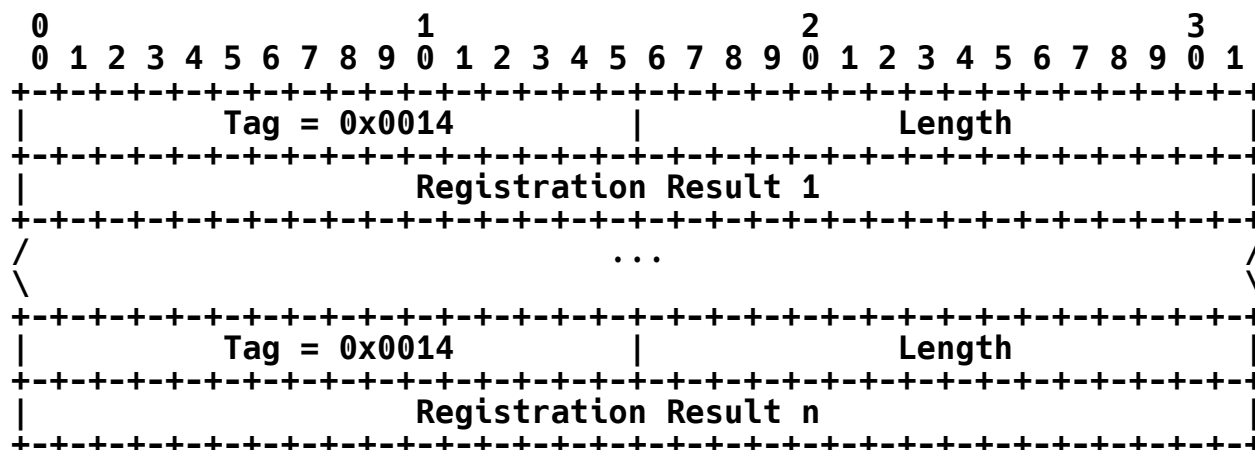 0                   1                   2                   3
 0 1 2 3 4 5 6 7 8 9 0 1 2 3 4 5 6 7 8 9 0 1 2 3 4 5 6 7 8 9 0 1
+-+-+-+-+-+-+-+-+-+-+-+-+-+-+-+-+-+-+-+-+-+-+-+-+-+-+-+-+-+-+-+-+
|          Tag = 0x0014         |             Length            |
+-+-+-+-+-+-+-+-+-+-+-+-+-+-+-+-+-+-+-+-+-+-+-+-+-+-+-+-+-+-+-+-+
|                    Registration Result 1                      |
+-+-+-+-+-+-+-+-+-+-+-+-+-+-+-+-+-+-+-+-+-+-+-+-+-+-+-+-+-+-+-+-+
/                              ...                              /
\                                                               \
+-+-+-+-+-+-+-+-+-+-+-+-+-+-+-+-+-+-+-+-+-+-+-+-+-+-+-+-+-+-+-+-+
|          Tag = 0x0014         |             Length            |
+-+-+-+-+-+-+-+-+-+-+-+-+-+-+-+-+-+-+-+-+-+-+-+-+-+-+-+-+-+-+-+-+
|                    Registration Result n                      |
+-+-+-+-+-+-+-+-+-+-+-+-+-+-+-+-+-+-+-+-+-+-+-+-+-+-+-+-+-+-+-+-+